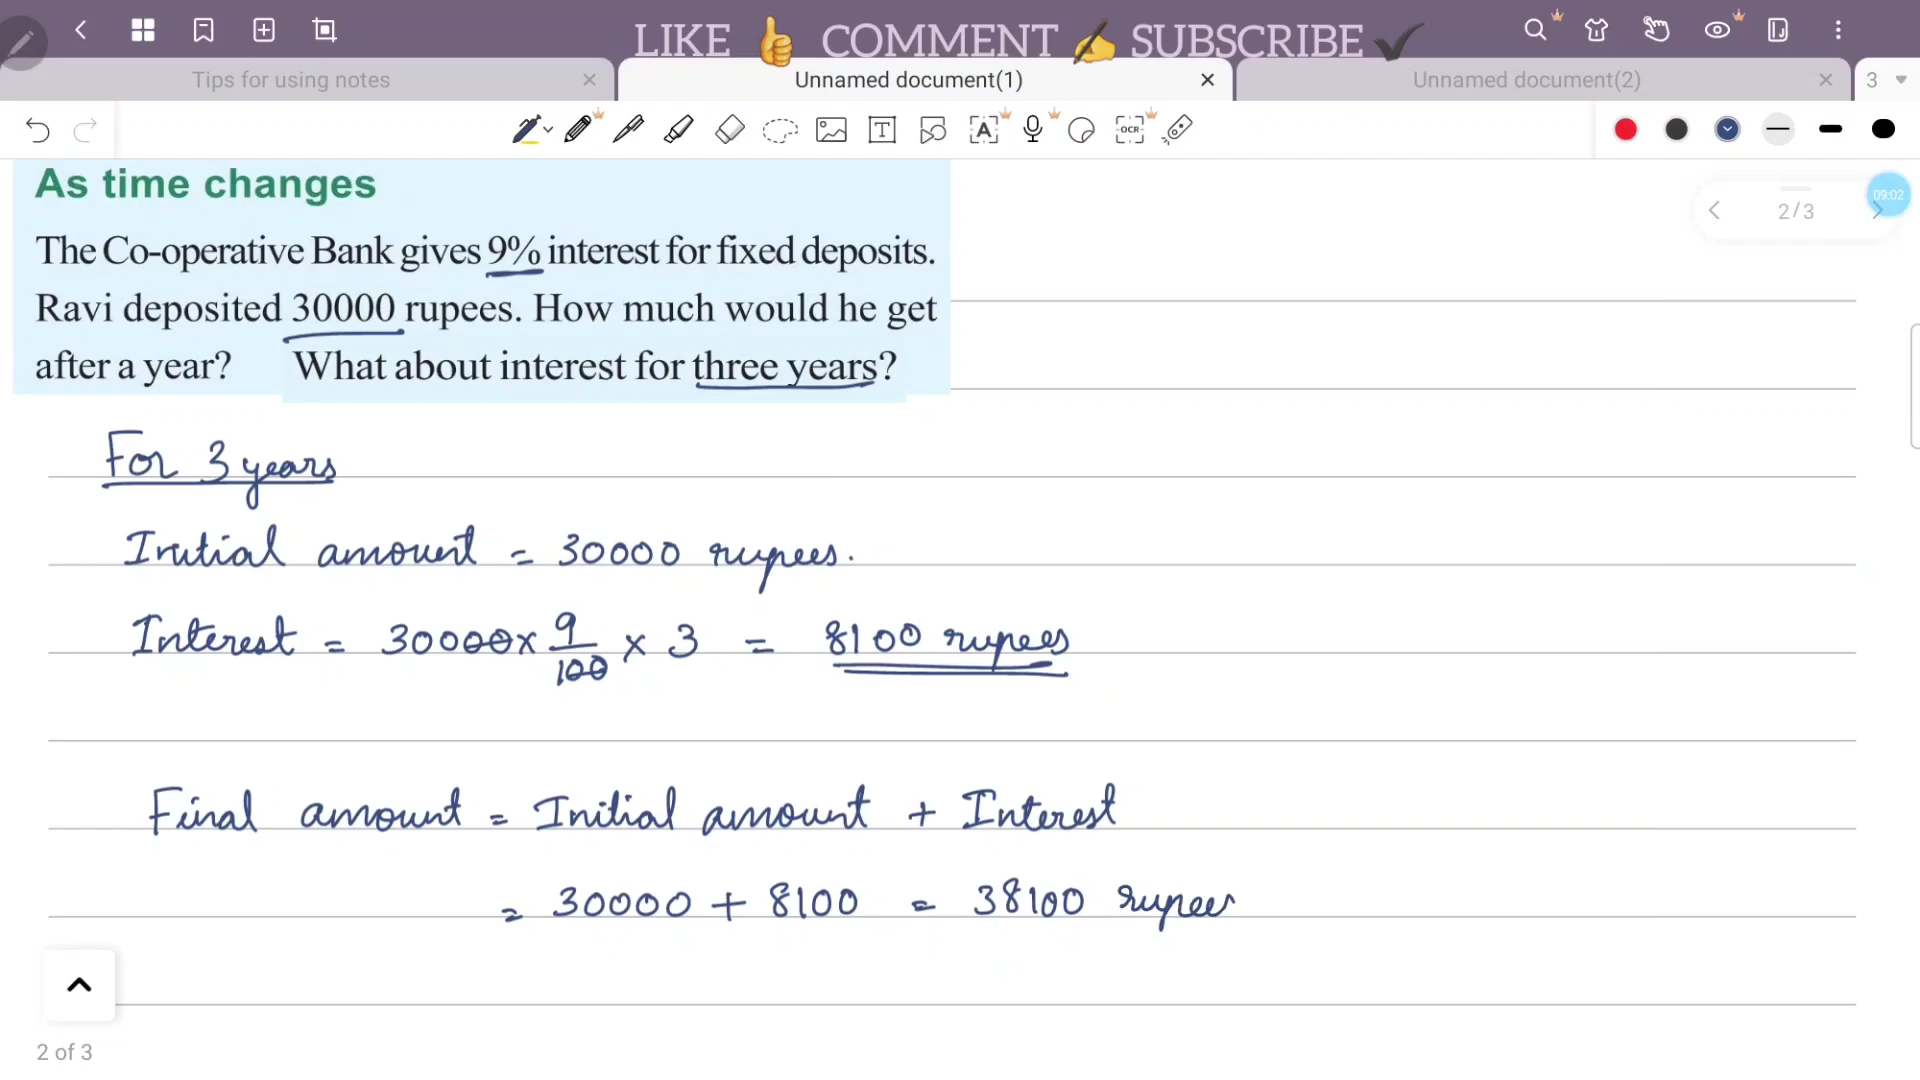 LIKE 👍 COMMENT ✍ SUBSCRIBE ✔
Tips for using notes
Unnamed document(1)
Unnamed document(2)
3
As time changes
The Co-operative Bank gives 9% interest for fixed deposits.
Ravi deposited 30000 rupees. How much would he get
after a year? What about interest for three years?
2/3
09:02
For 3 years
Initial amount = 30000 rupees.
Interest = 30000 x 9/100 x 3 = 8100 rupees
Final amount = Initial amount + Interest
= 30000 + 8100 = 38100 rupees
2 of 3